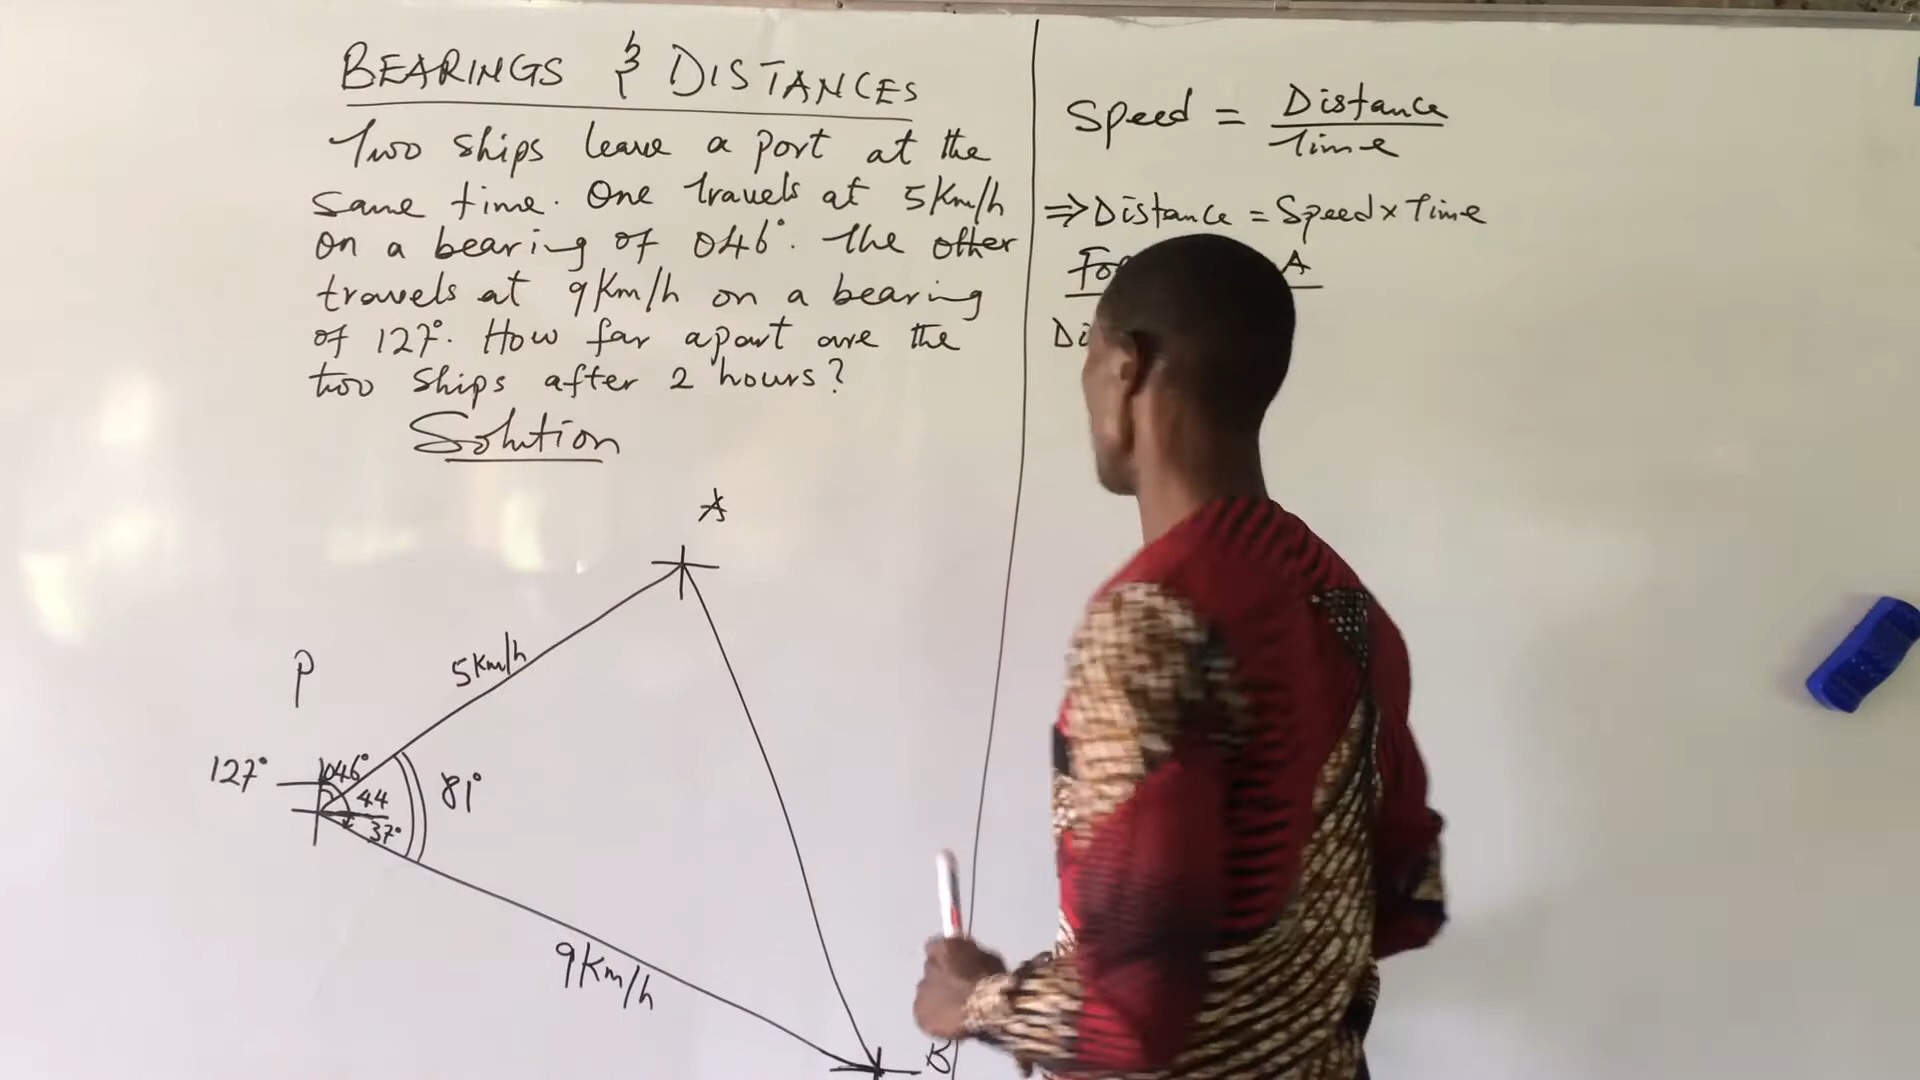 BEARINGS & DISTANCES
Two ships leave a port at the
same time. One travels at 5Km/h
on a bearing of 046°. The other
travels at 9Km/h on a bearing
of 127°. How far apart are the
two ships after 2 hours?
Solution
A
5Km/h
P
127°
046°
44
37°
81°
9Km/h
B
Speed = Distance
Time
⇒ Distance = Speed × Time
A